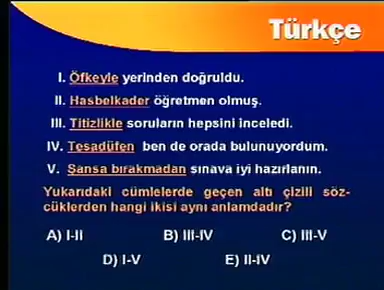 Türkçe
I. Öfkeyle yerinden doğruldu.
II. Hasbelkader öğretmen olmuş.
III. Titizlikle soruların hepsini inceledi.
IV. Tesadüfen ben de orada bulunuyordum.
V. Şansa bırakmadan sınava iyi hazırlanın.
Yukarıdaki cümlelerde geçen altı çizili söz-
cüklerden hangi ikisi aynı anlamdadır?
A) I-II B) III-IV C) III-V
D) I-V E) II-IV